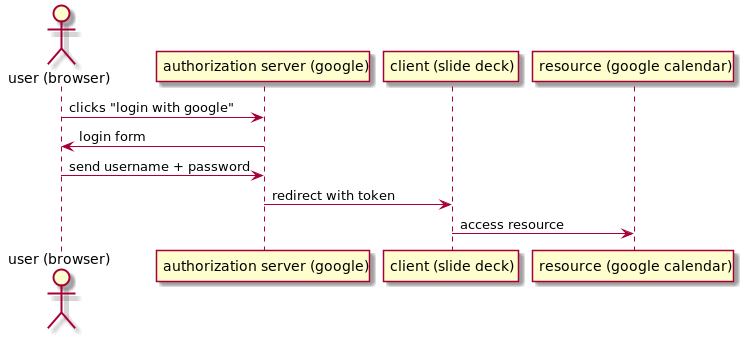 user (browser)
authorization server (google)
client (slide deck)
resource (google calendar)
clicks "login with google"
login form
send username + password
redirect with token
access resource
user (browser)
authorization server (google)
client (slide deck)
resource (google calendar)